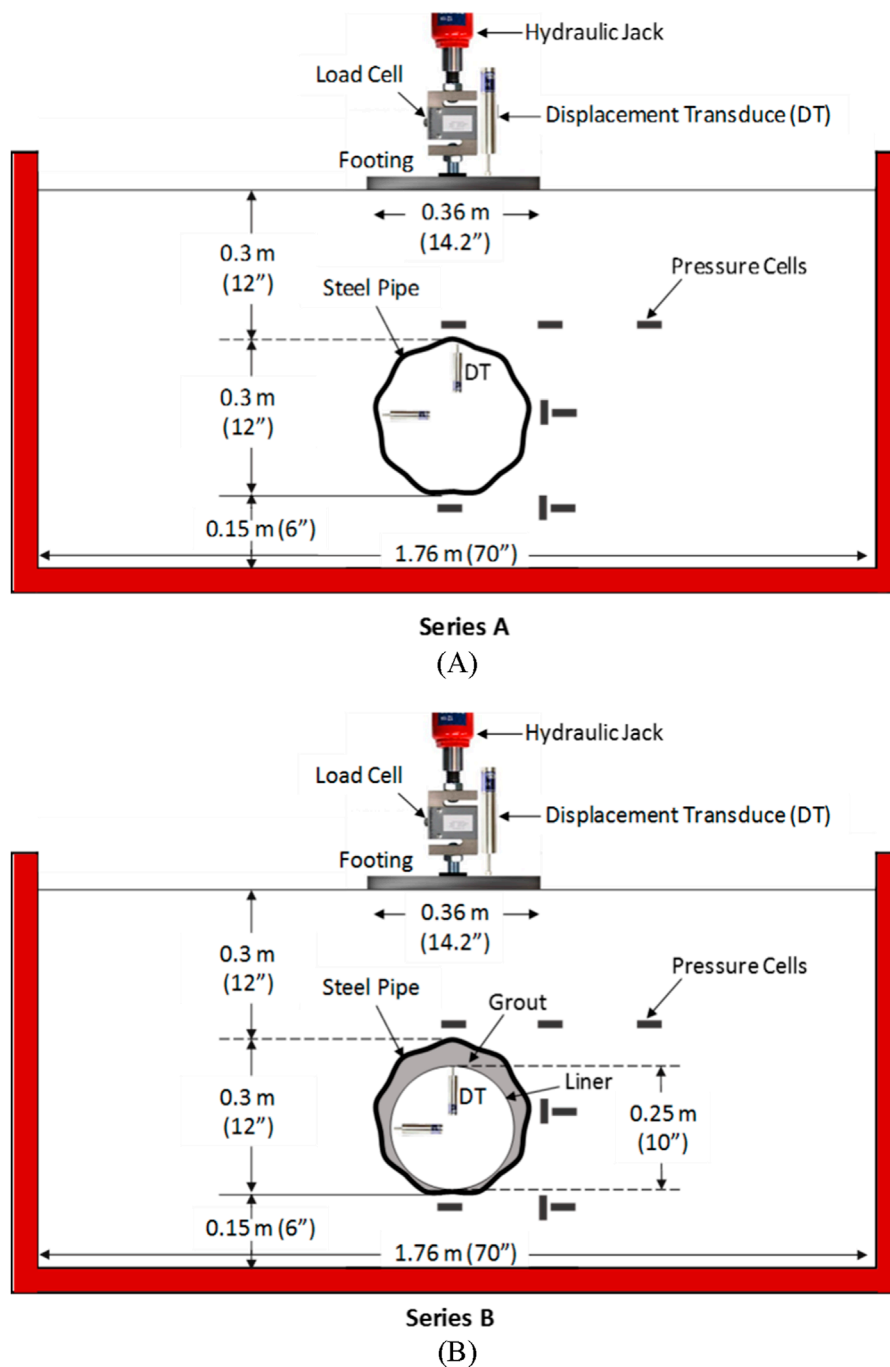 Hydraulic Jack
Load Cell
Displacement Transduce (DT)
Footing
0.36 m
(14.2”)
0.3 m
(12”)
Pressure Cells
Steel Pipe
DT
0.3 m
(12”)
0.15 m (6”)
1.76 m (70”)
Series A
(A)
Hydraulic Jack
Load Cell
Displacement Transduce (DT)
Footing
0.36 m
(14.2”)
0.3 m
(12”)
Pressure Cells
Steel Pipe
Grout
Liner
DT
0.3 m
(12”)
0.25 m
(10”)
0.15 m (6”)
1.76 m (70”)
Series B
(B)